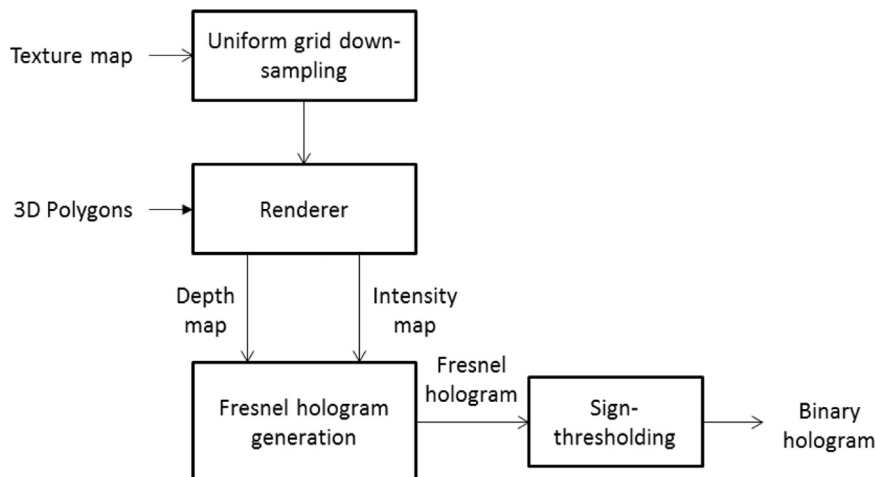 Uniform grid down-
sampling
Texture map
3D Polygons
Renderer
Depth
map
Intensity
map
Fresnel hologram
generation
Fresnel
hologram
Sign-
thresholding
Binary
hologram